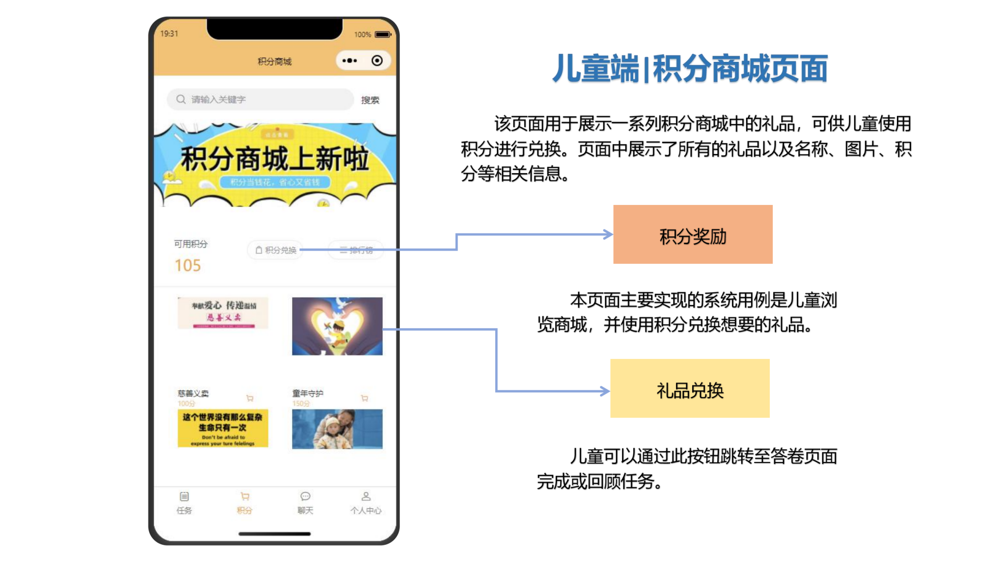 19:31
100%
积分商城
请输入关键字
搜索
点击查看
积分商城上新啦
积分当钱花，省心又省钱
可用积分
105
积分兑换
排行榜
奉献爱心 传递温情
慈善义卖
慈善义卖
100分
童年守护
150分
这个世界没有那么复杂
生命只有一次
Don't be afraid to
express your ture felelings
任务
积分
聊天
个人中心
儿童端|积分商城页面
该页面用于展示一系列积分商城中的礼品，可供儿童使用
积分进行兑换。页面中展示了所有的礼品以及名称、图片、积
分等相关信息。
积分奖励
本页面主要实现的系统用例是儿童浏
览商城，并使用积分兑换想要的礼品。
礼品兑换
儿童可以通过此按钮跳转至答卷页面
完成或回顾任务。